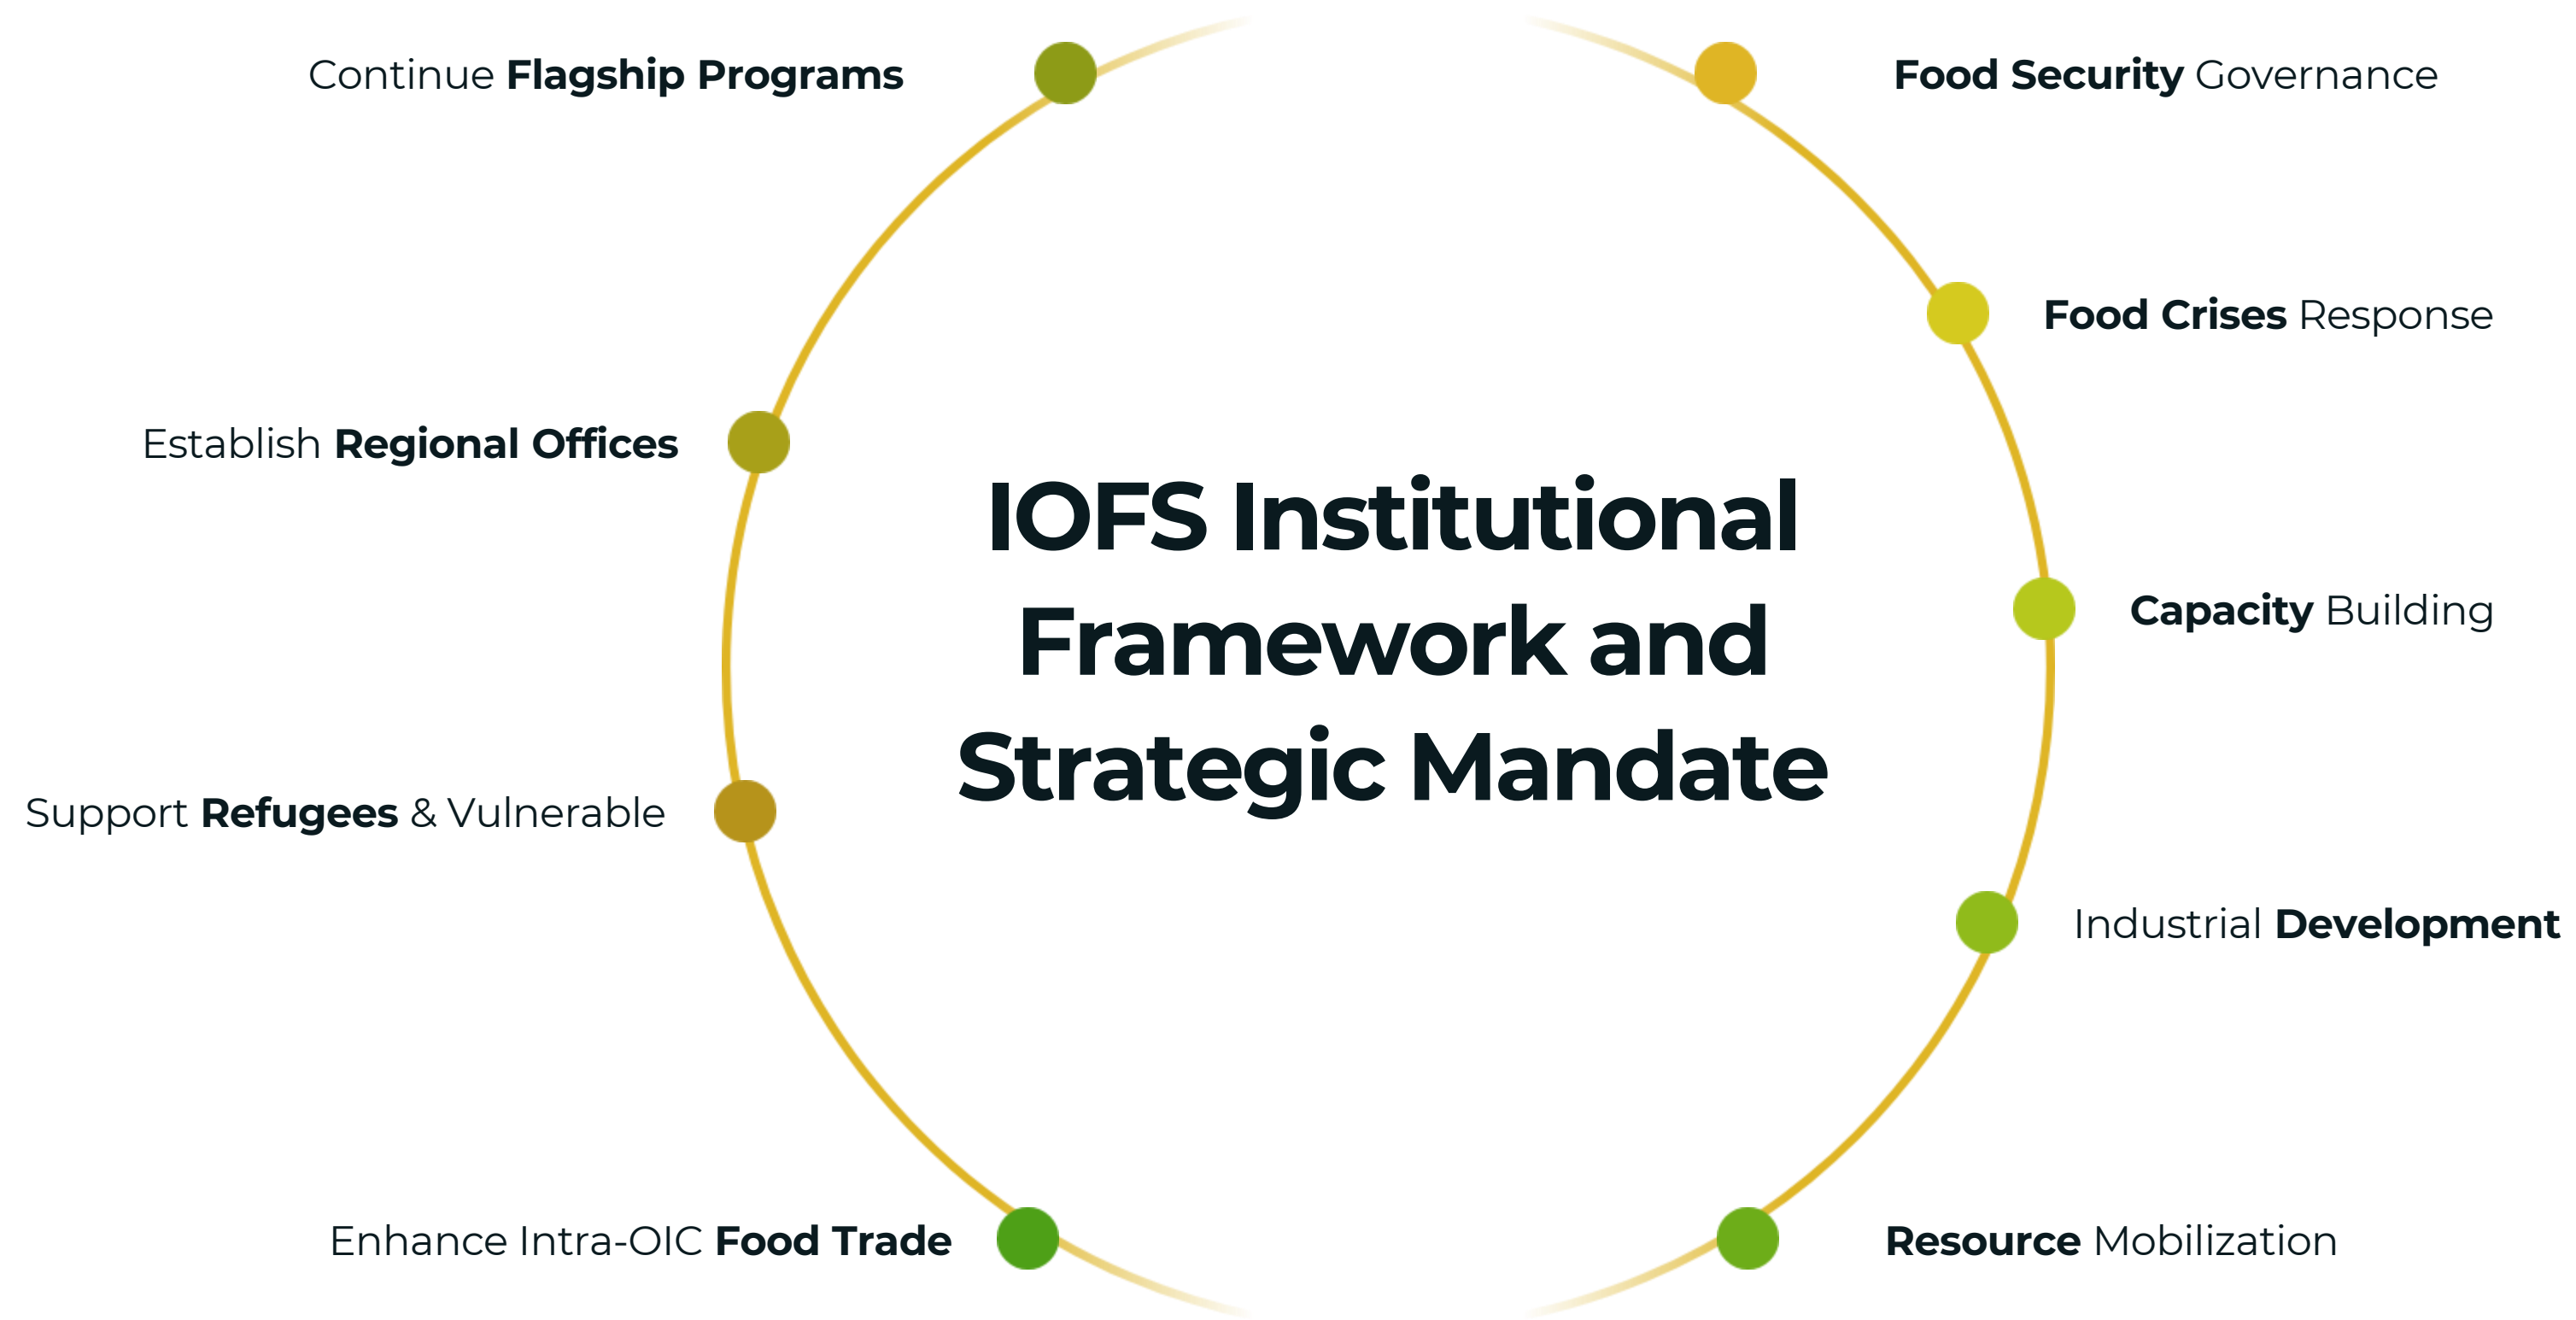 IOFS Institutional
Framework and
Strategic Mandate
Continue Flagship Programs
Establish Regional Offices
Support Refugees & Vulnerable
Enhance Intra-OIC Food Trade
Food Security Governance
Food Crises Response
Capacity Building
Industrial Development
Resource Mobilization